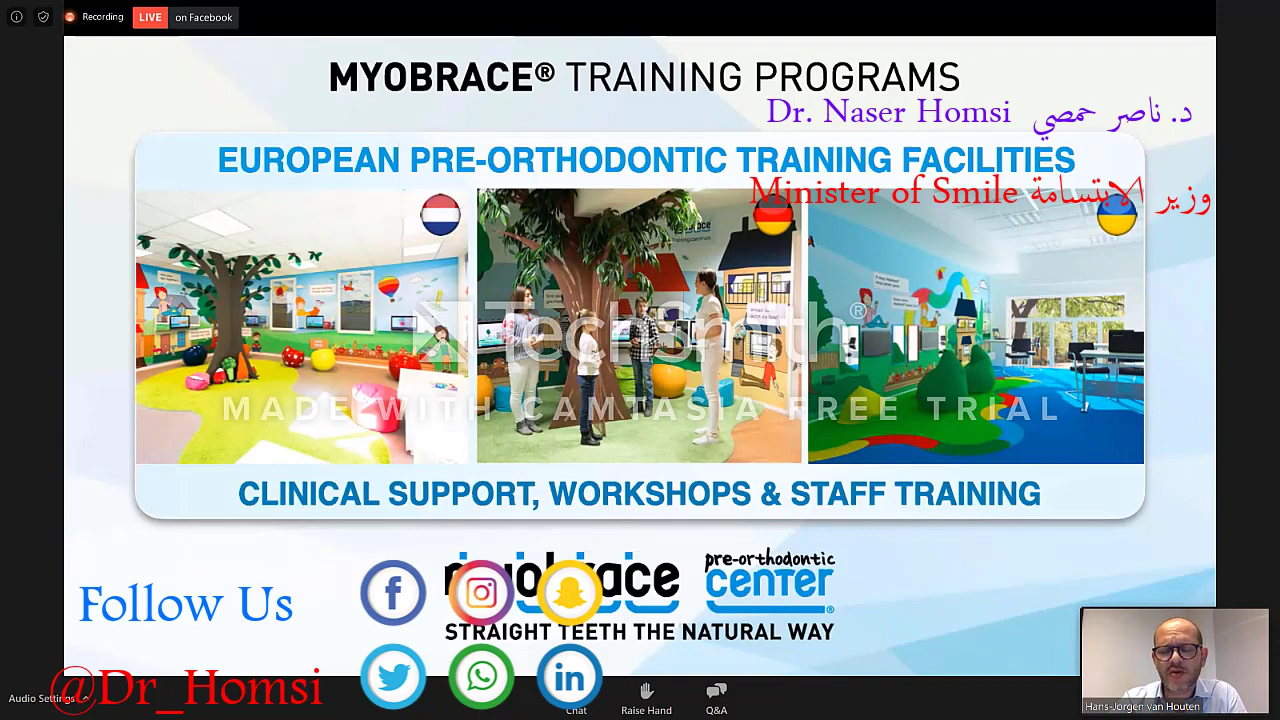 Recording
LIVE on Facebook
MYOBRACE® TRAINING PROGRAMS
Dr. Naser Homsi د. ناصر حمصي
EUROPEAN PRE-ORTHODONTIC TRAINING FACILITIES
Minister of Smile وزير الابتسامة
TechSmith®
MADE WITH CAMTASIA FREE TRIAL
CLINICAL SUPPORT, WORKSHOPS & STAFF TRAINING
myobrace
pre-orthodontic
center®
STRAIGHT TEETH THE NATURAL WAY
Follow Us
@Dr_Homsi
Audio Settings
Chat
Raise Hand
Q&A
Hans-Jorgen van Houten